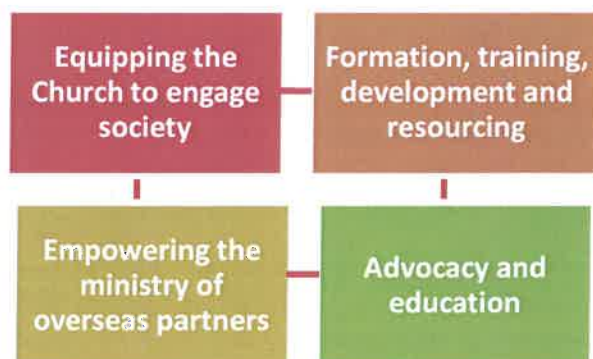 Equipping the
Church to engage
society
Formation, training,
development and
resourcing
Empowering the
ministry of
overseas partners
Advocacy and
education